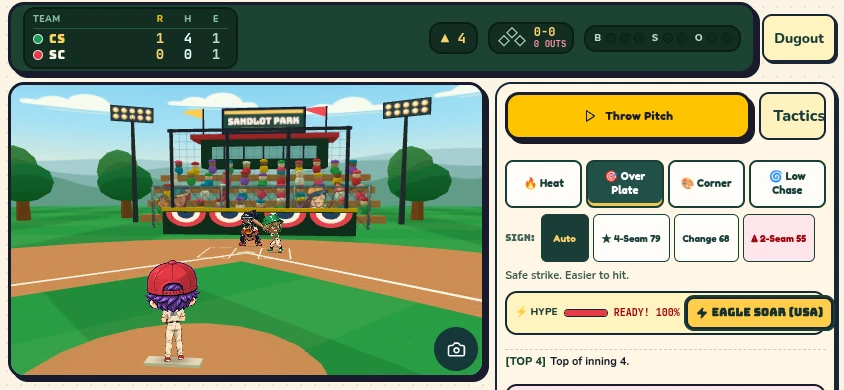 TEAM R H E
CS 1 4 1
SC 0 0 1
▲ 4
0-0
0 OUTS
B S O
Dugout
SANDLOT PARK
Throw Pitch
Tactics
🔥 Heat
🎯 Over Plate
🎨 Corner
🌀 Low Chase
SIGN:
Auto
★ 4-Seam 79
Change 68
▲ 2-Seam 55
Safe strike. Easier to hit.
⚡ HYPE READY! 100%
EAGLE SOAR (USA)
[TOP 4] Top of inning 4.